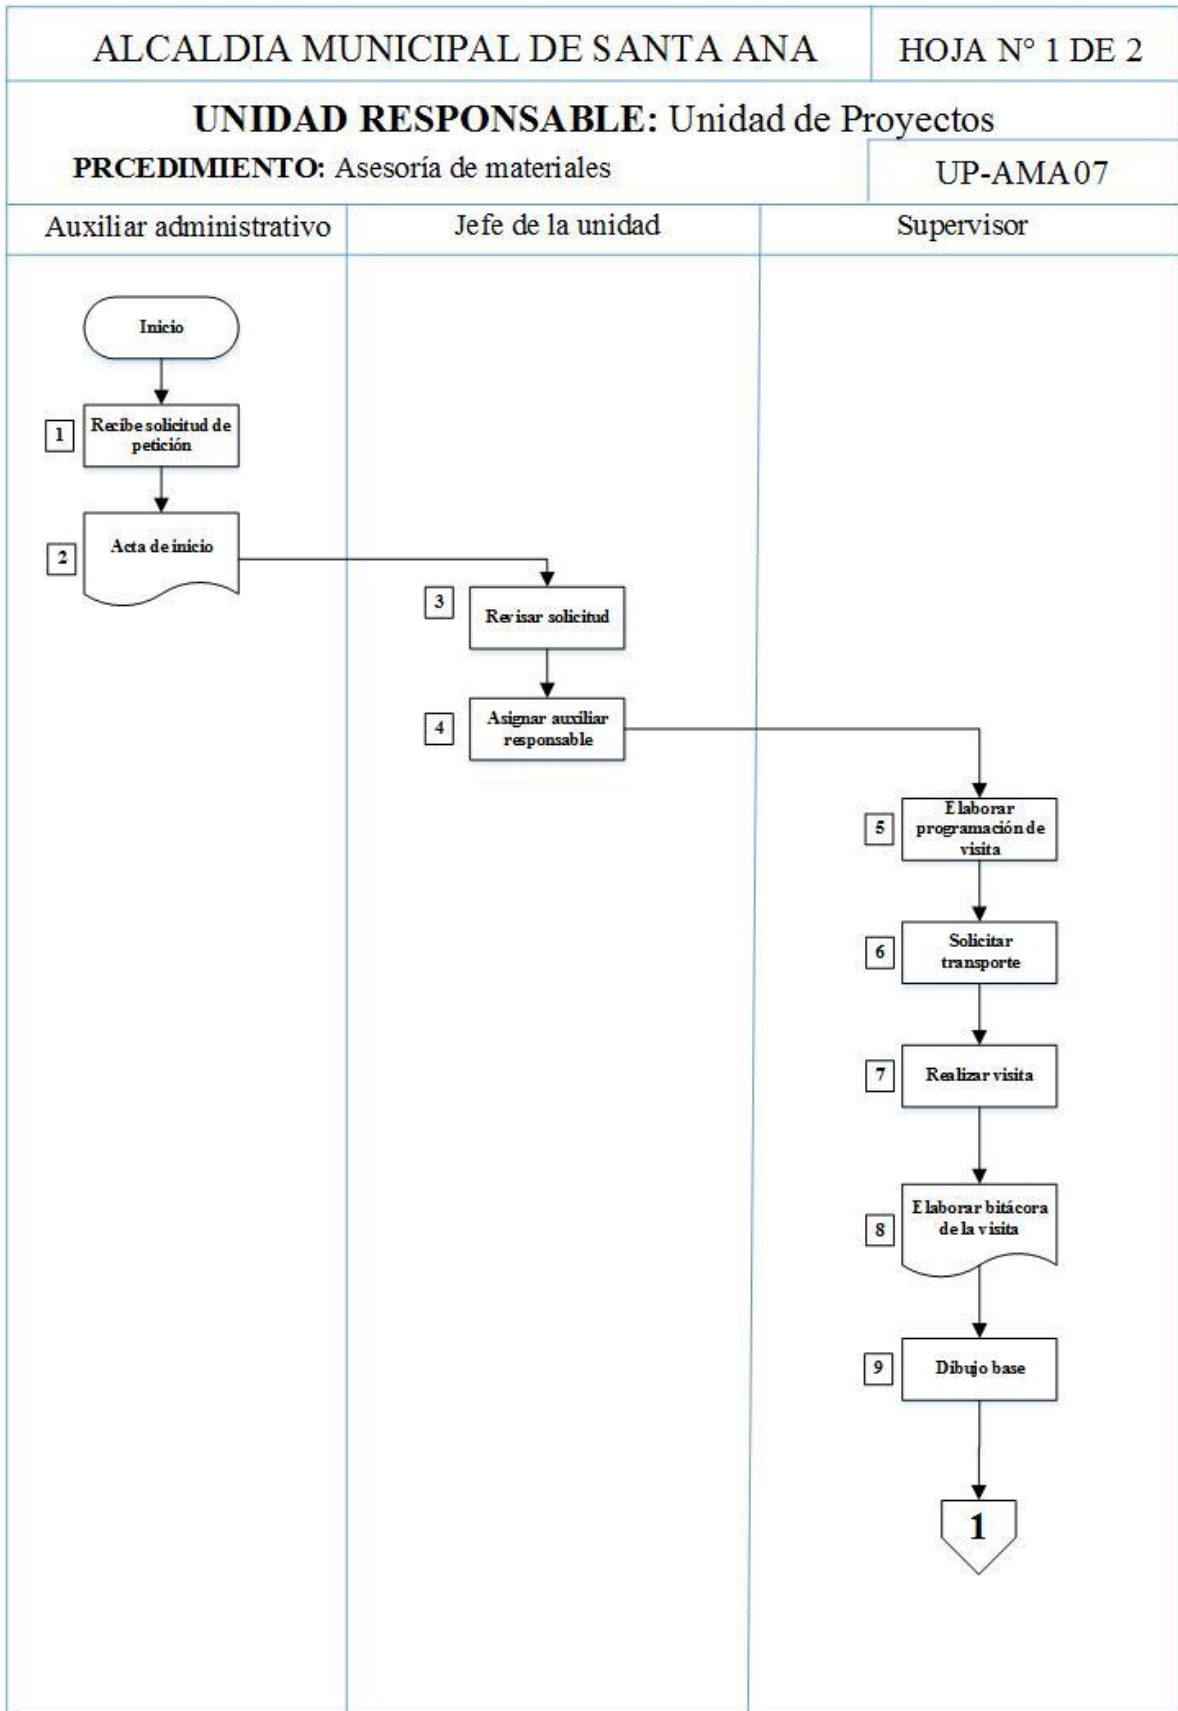 ALCALDIA MUNICIPAL DE SANTA ANA
HOJA N° 1 DE 2
UNIDAD RESPONSABLE: Unidad de Proyectos
PRCEDIMIENTO: Asesoría de materiales
UP-AMA07
Auxiliar administrativo
Jefe de la unidad
Supervisor
Inicio
1
Recibe solicitud de
petición
2
Acta de inicio
3
Revisar solicitud
4
Asignar auxiliar
responsable
5
Elaborar
programación de
visita
6
Solicitar
transporte
7
Realizar visita
8
Elaborar bitácora
de la visita
9
Dibujo base
1